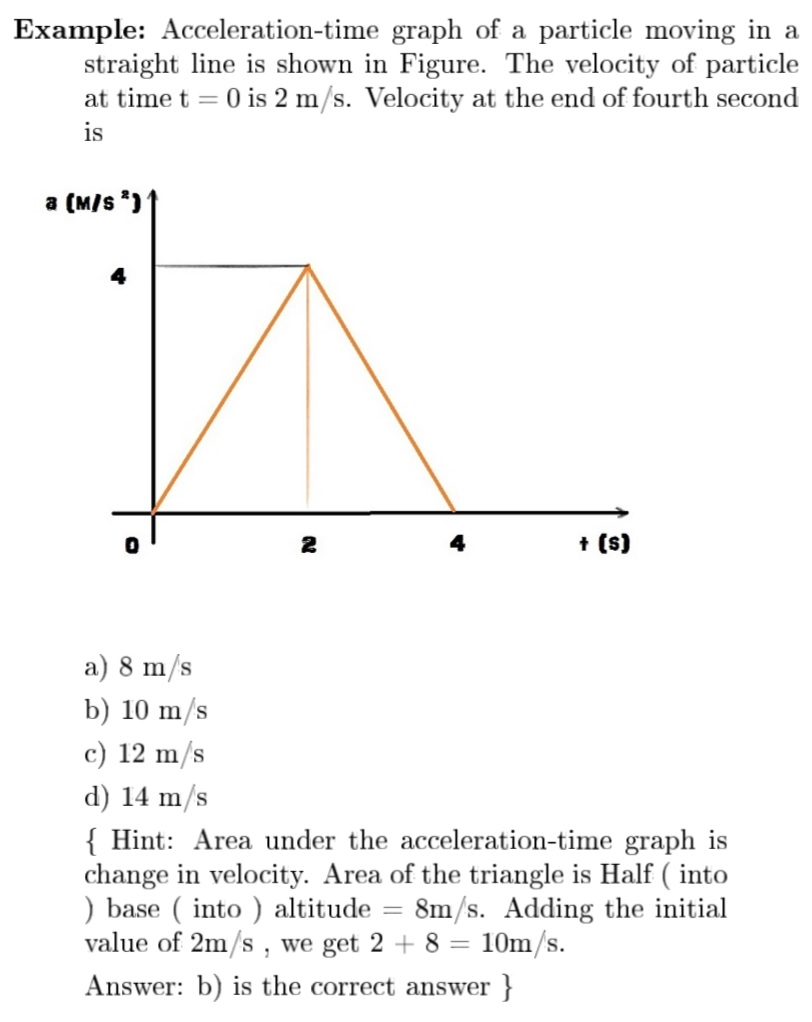 Example: Acceleration-time graph of a particle moving in a
straight line is shown in Figure. The velocity of particle
at time t = 0 is 2 m/s. Velocity at the end of fourth second
is
a (M/S ²)
4
0
2
4
t (S)
a) 8 m/s
b) 10 m/s
c) 12 m/s
d) 14 m/s
{ Hint: Area under the acceleration-time graph is
change in velocity. Area of the triangle is Half ( into
) base ( into ) altitude = 8m/s. Adding the initial
value of 2m/s , we get 2 + 8 = 10m/s.
Answer: b) is the correct answer }